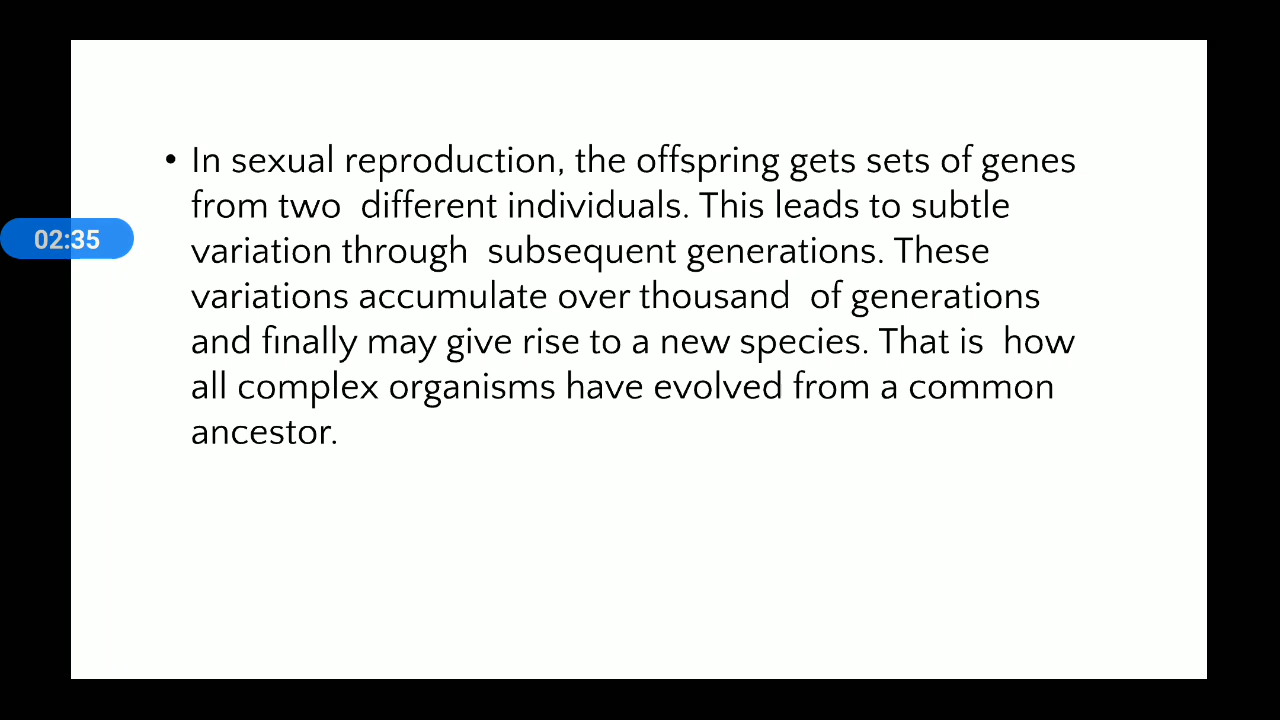 • In sexual reproduction, the offspring gets sets of genes
from two  different individuals. This leads to subtle
02:35
variation through  subsequent generations. These
variations accumulate over thousand  of generations
and finally may give rise to a new species. That is  how
all complex organisms have evolved from a common
ancestor.